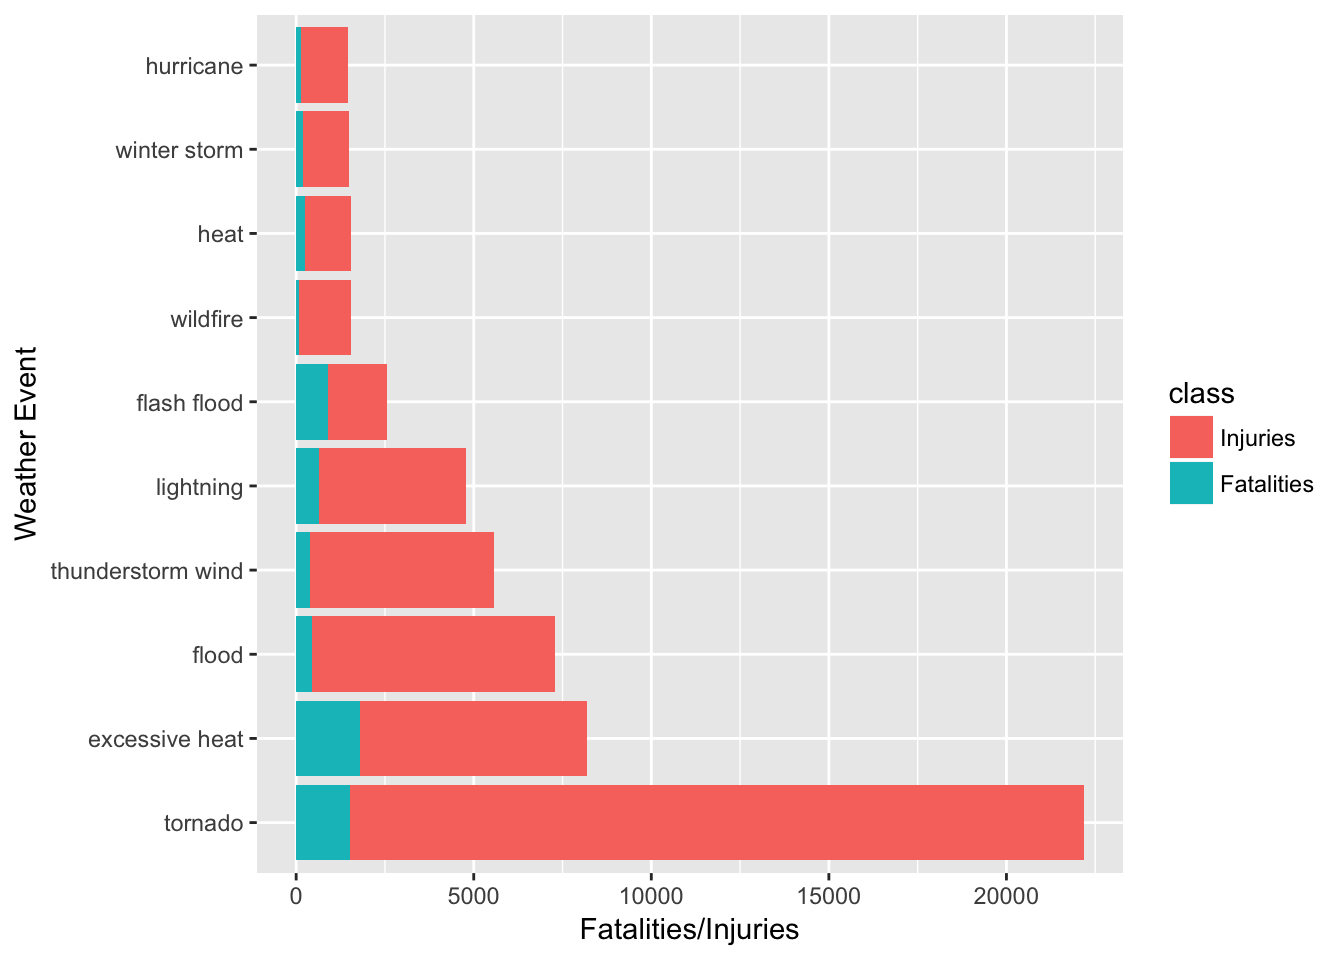 hurricane
winter storm
heat
wildfire
flash flood
lightning
thunderstorm wind
flood
excessive heat
tornado
Weather Event
0 5000 10000 15000 20000
Fatalities/Injuries
class
Injuries
Fatalities